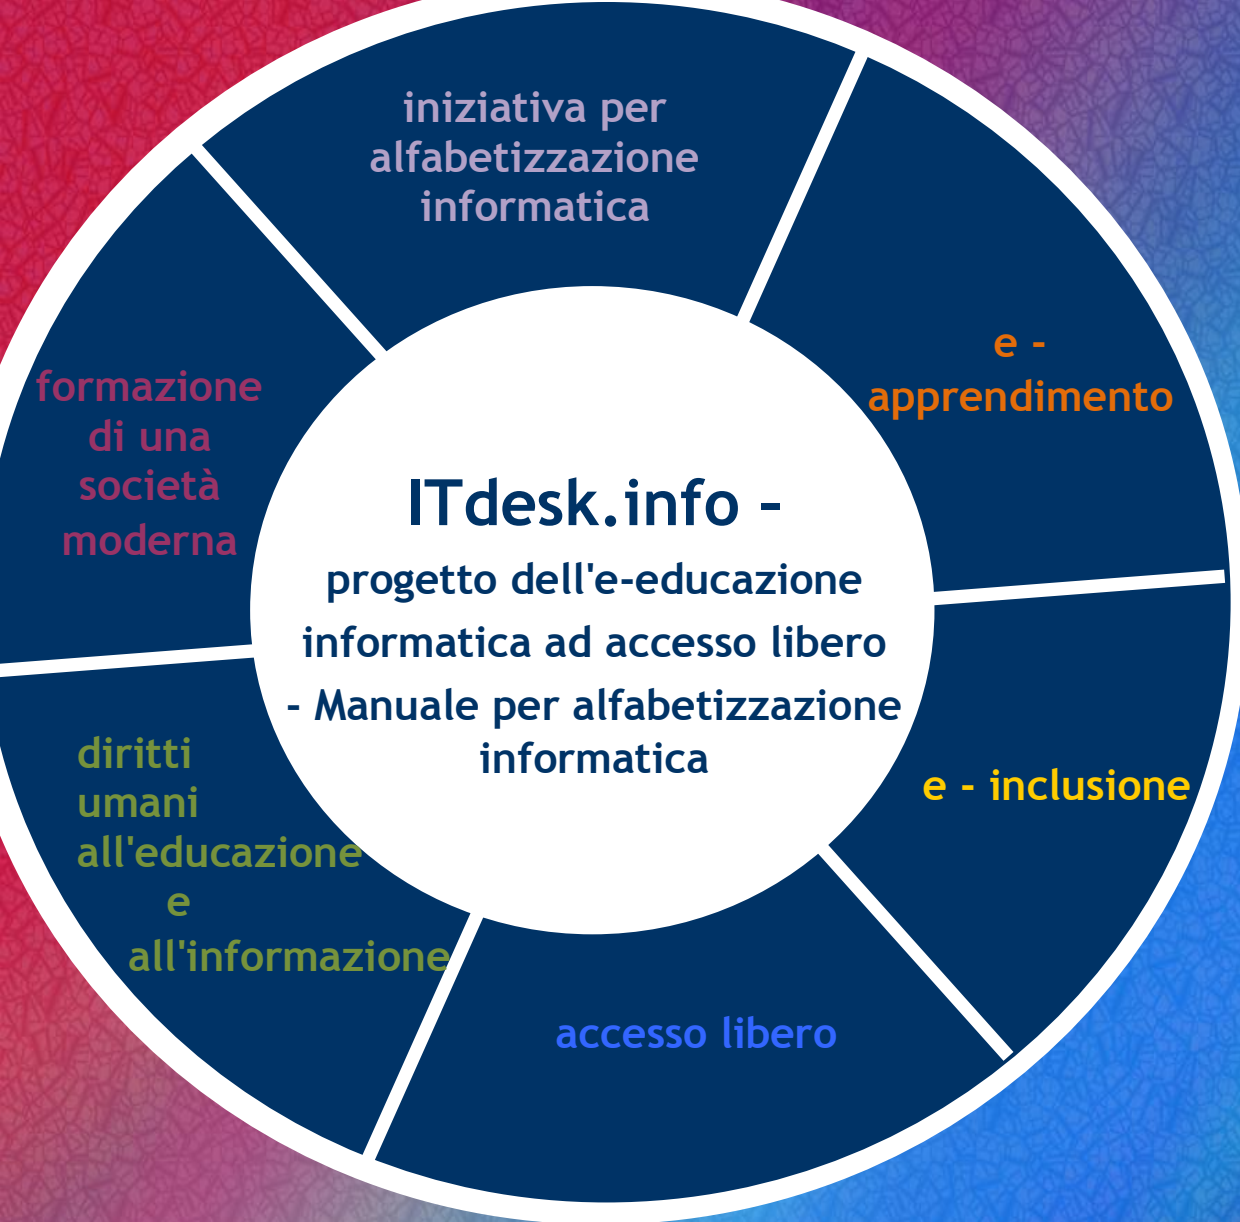 iniziativa per
alfabetizzazione
informatica
e -
apprendimento
formazione
di una
società
moderna
ITdesk.info –
progetto dell'e-educazione
informatica ad accesso libero
- Manuale per alfabetizzazione
informatica
diritti
umani
all'educazione
e
all'informazione
e - inclusione
accesso libero